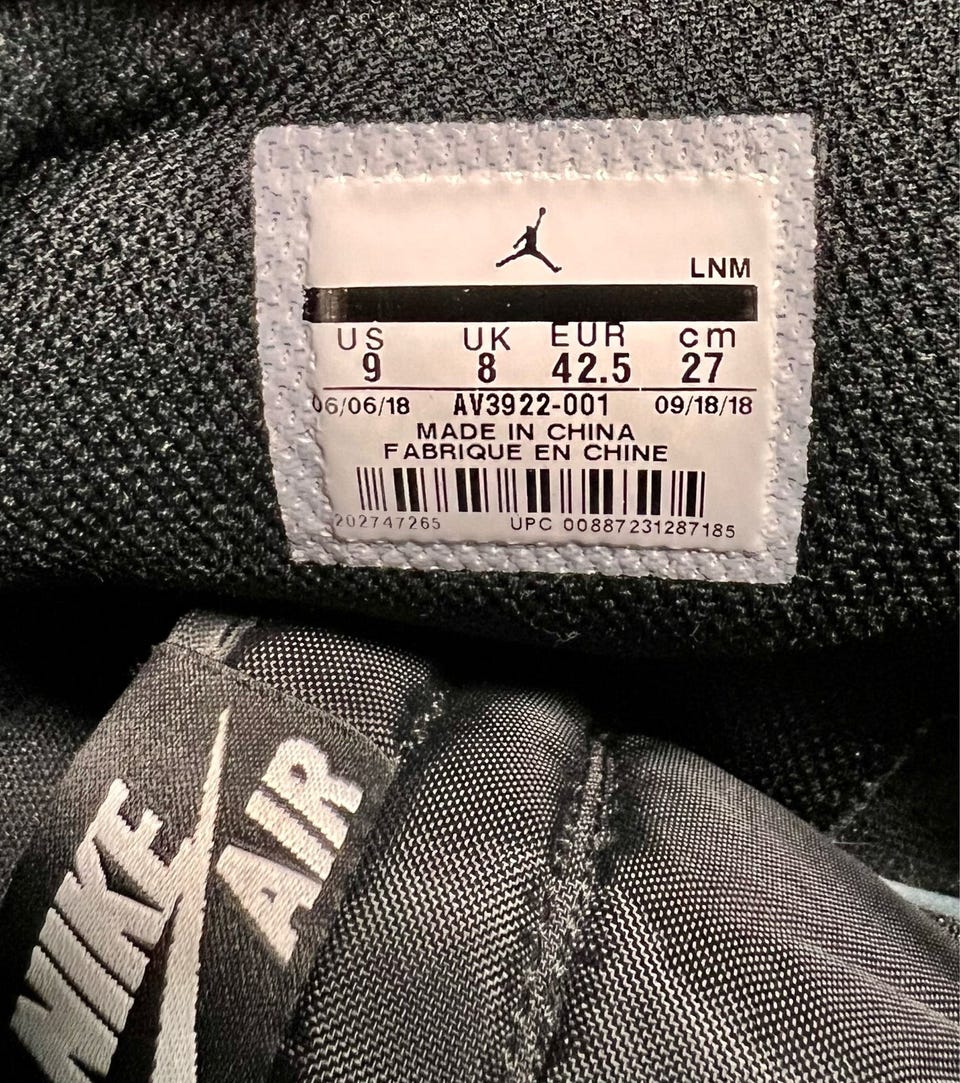 LNM
US UK EUR cm
9 8 42.5 27
06/06/18 AV3922-001 09/18/18
MADE IN CHINA
FABRIQUE EN CHINE
202747265 UPC 00887231287185
NIKE
AIR